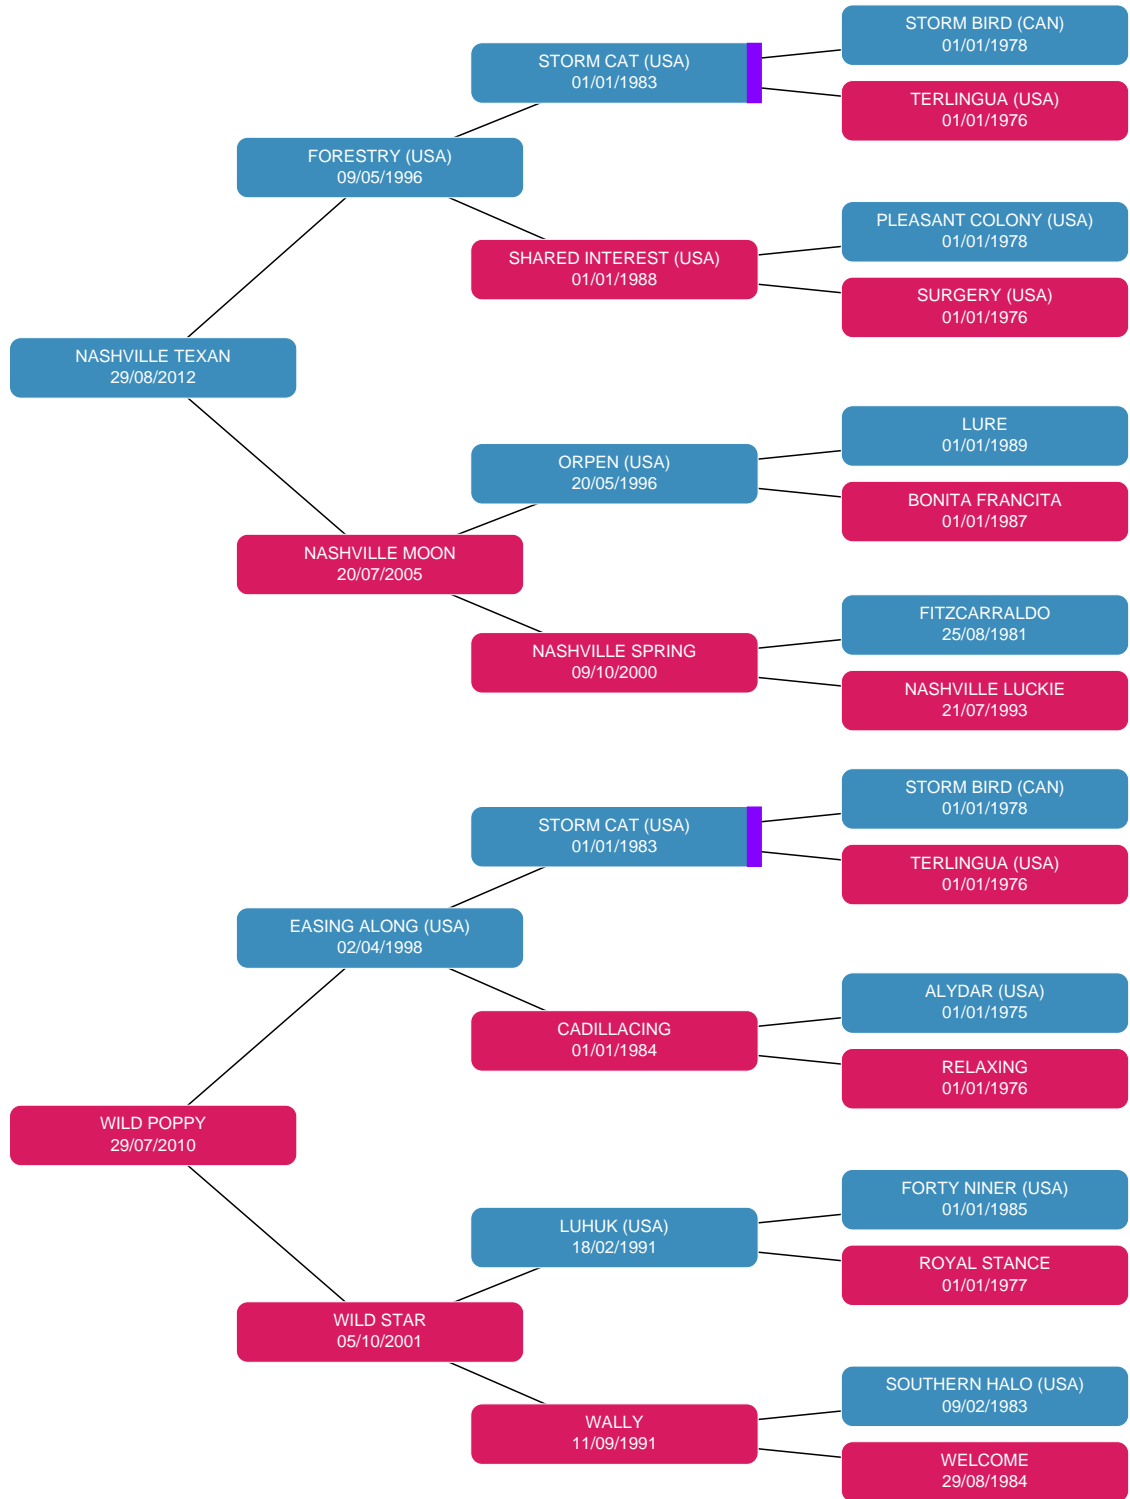 STORM BIRD (CAN)
01/01/1978
STORM CAT (USA)
01/01/1983
TERLINGUA (USA)
01/01/1976
FORESTRY (USA)
09/05/1996
PLEASANT COLONY (USA)
01/01/1978
SHARED INTEREST (USA)
01/01/1988
SURGERY (USA)
01/01/1976
NASHVILLE TEXAN
29/08/2012
LURE
01/01/1989
ORPEN (USA)
20/05/1996
BONITA FRANCITA
01/01/1987
NASHVILLE MOON
20/07/2005
FITZCARRALDO
25/08/1981
NASHVILLE SPRING
09/10/2000
NASHVILLE LUCKIE
21/07/1993
STORM BIRD (CAN)
01/01/1978
STORM CAT (USA)
01/01/1983
TERLINGUA (USA)
01/01/1976
EASING ALONG (USA)
02/04/1998
ALYDAR (USA)
01/01/1975
CADILLACING
01/01/1984
RELAXING
01/01/1976
WILD POPPY
29/07/2010
FORTY NINER (USA)
01/01/1985
LUHUK (USA)
18/02/1991
ROYAL STANCE
01/01/1977
WILD STAR
05/10/2001
SOUTHERN HALO (USA)
09/02/1983
WALLY
11/09/1991
WELCOME
29/08/1984